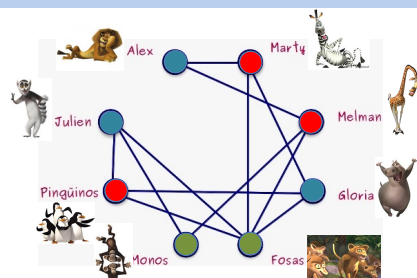 Alex
Marty
Julien
Melman
Pingüinos
Gloria
Monos
Fosas